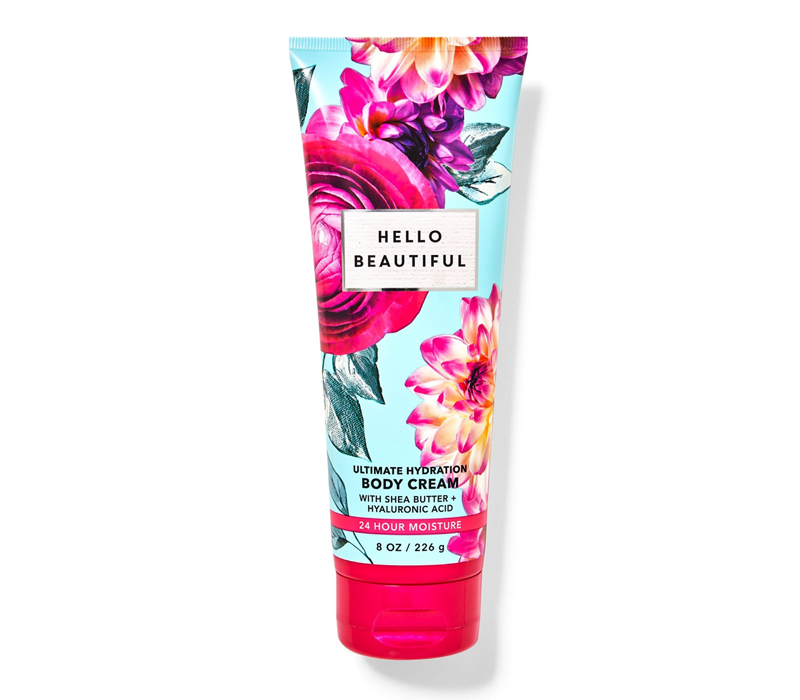 HELLO
BEAUTIFUL
ULTIMATE HYDRATION
BODY CREAM
WITH SHEA BUTTER +
HYALURONIC ACID
24 HOUR MOISTURE
8 OZ / 226 g